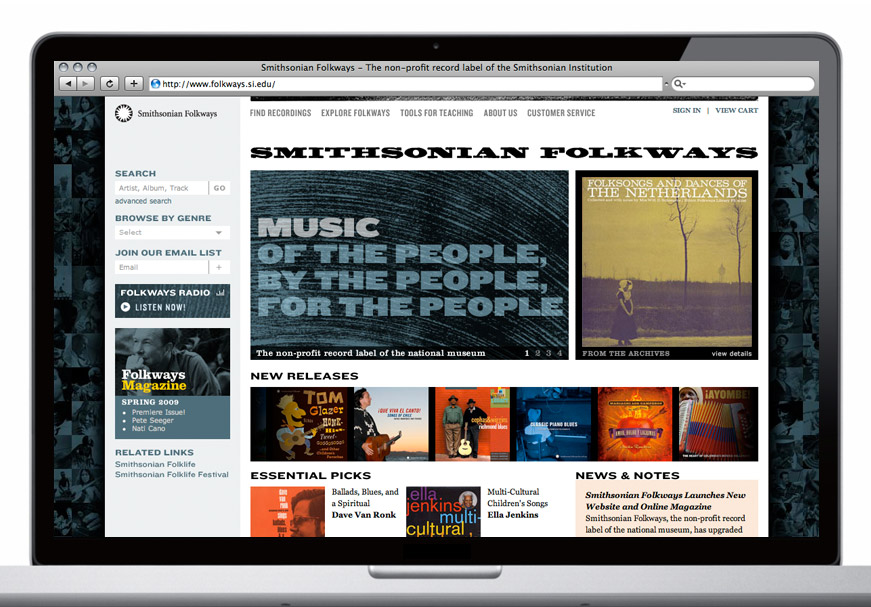 Smithsonian Folkways – The non-profit record label of the Smithsonian Institution
http://www.folkways.si.edu/
Smithsonian Folkways
FIND RECORDINGS EXPLORE FOLKWAYS TOOLS FOR TEACHING ABOUT US CUSTOMER SERVICE
SIGN IN | VIEW CART
SMITHSONIAN FOLKWAYS
SEARCH
Artist, Album, Track GO
advanced search
BROWSE BY GENRE
Select
JOIN OUR EMAIL LIST
Email +
FOLKWAYS RADIO
LISTEN NOW!
Folkways
Magazine
SPRING 2009
• Premiere Issue!
• Pete Seeger
• Nati Cano
RELATED LINKS
Smithsonian Folklife
Smithsonian Folklife Festival
MUSIC
OF THE PEOPLE,
BY THE PEOPLE,
FOR THE PEOPLE
The non-profit record label of the national museum 1 2 3 4
FOLKSONGS AND DANCES OF
THE NETHERLANDS
FROM THE ARCHIVES view details
NEW RELEASES
TOM
Glazer
HONK-
Hiss-
Tweet-
¡QUE VIVA EL CANTO!
SONGS OF CHILE
cephas & wiggins
richmond blues
CLASSIC PIANO BLUES
¡AYOMBE!
ESSENTIAL PICKS
Ballads, Blues, and
a Spiritual
Dave Van Ronk
ella
jenkins
multi-
cultural
Multi-Cultural
Children's Songs
Ella Jenkins
NEWS & NOTES
Smithsonian Folkways Launches New
Website and Online Magazine
Smithsonian Folkways, the non-profit record
label of the national museum, has upgraded